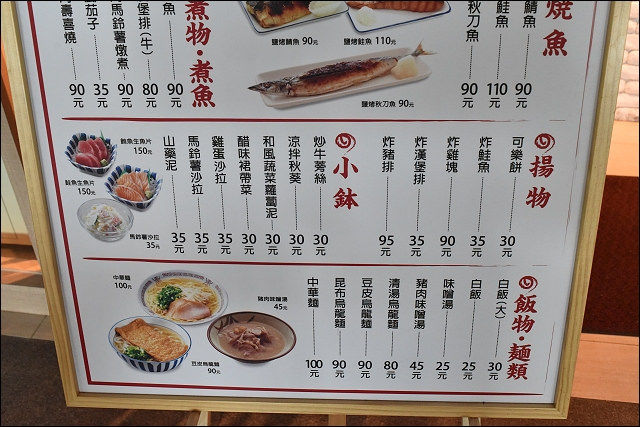 燒魚
鯖魚 90元
鮭魚 110元
秋刀魚 90元
鹽烤鯖魚 90元
鹽烤鮭魚 110元
鹽烤秋刀魚 90元
煮物・煮魚
魚 90元
堡排(牛) 80元
馬鈴薯燉煮 90元
茄子 35元
壽喜燒 90元
揚物
可樂餅 30元
炸鮭魚 35元
炸雞塊 90元
炸漢堡排 35元
炸豬排 95元
小鉢
炒牛蒡絲 30元
涼拌秋葵 30元
和風蔬菜蘿蔔泥 30元
醋味裙帶菜 30元
雞蛋沙拉 35元
馬鈴薯沙拉 35元
山藥泥 35元
鮪魚生魚片
150元
鮭魚生魚片
150元
馬鈴薯沙拉
35元
飯物・麵類
白飯(大) 30元
白飯 25元
味噌湯 25元
豬肉味噌湯 45元
清湯烏龍麵 80元
豆皮烏龍麵 90元
昆布烏龍麵 90元
中華麵 100元
中華麵
100元
豬肉味噌湯
45元
豆皮烏龍麵
90元